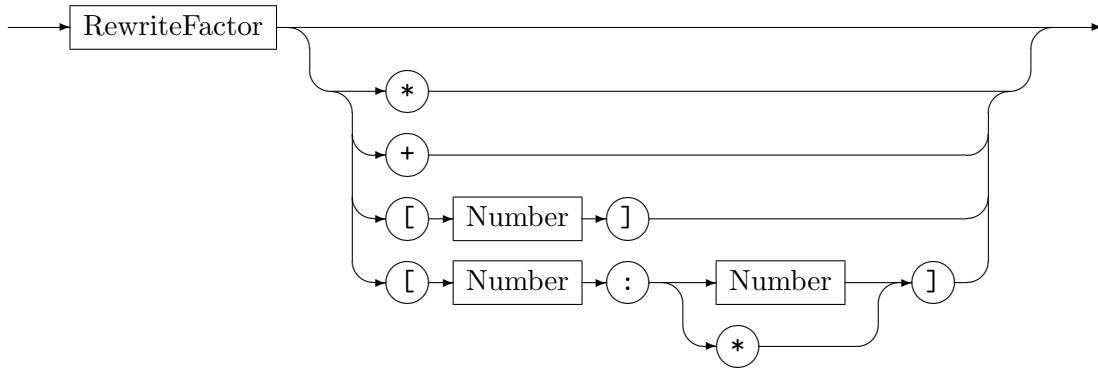 RewriteFactor
*
+
[ Number ]
[ Number : Number ]
*